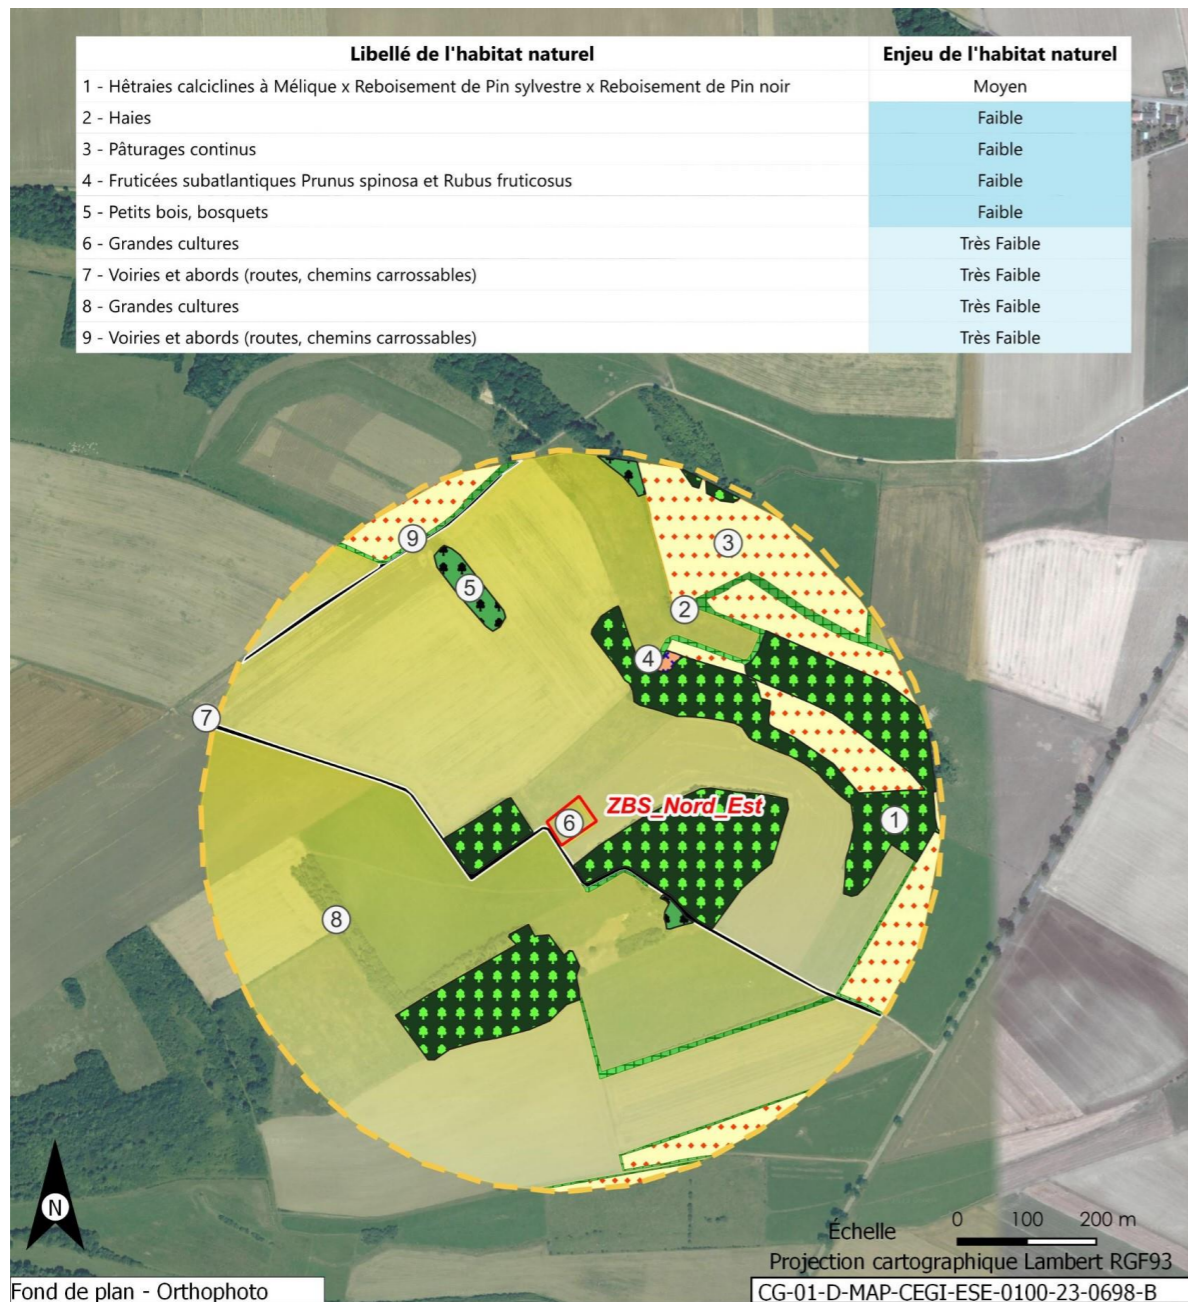 Libellé de l'habitat naturel Enjeu de l'habitat naturel
1 - Hêtraies calciclines à Mélique x Reboisement de Pin sylvestre x Reboisement de Pin noir Moyen
2 - Haies Faible
3 - Pâturages continus Faible
4 - Fruticées subatlantiques Prunus spinosa et Rubus fruticosus Faible
5 - Petits bois, bosquets Faible
6 - Grandes cultures Très Faible
7 - Voiries et abords (routes, chemins carrossables) Très Faible
8 - Grandes cultures Très Faible
9 - Voiries et abords (routes, chemins carrossables) Très Faible
9
3
5
2
4
7
ZBS_Nord_Est
6
1
8
N
Échelle 0 100 200 m
Projection cartographique Lambert RGF93
Fond de plan - Orthophoto
CG-01-D-MAP-CEGI-ESE-0100-23-0698-B